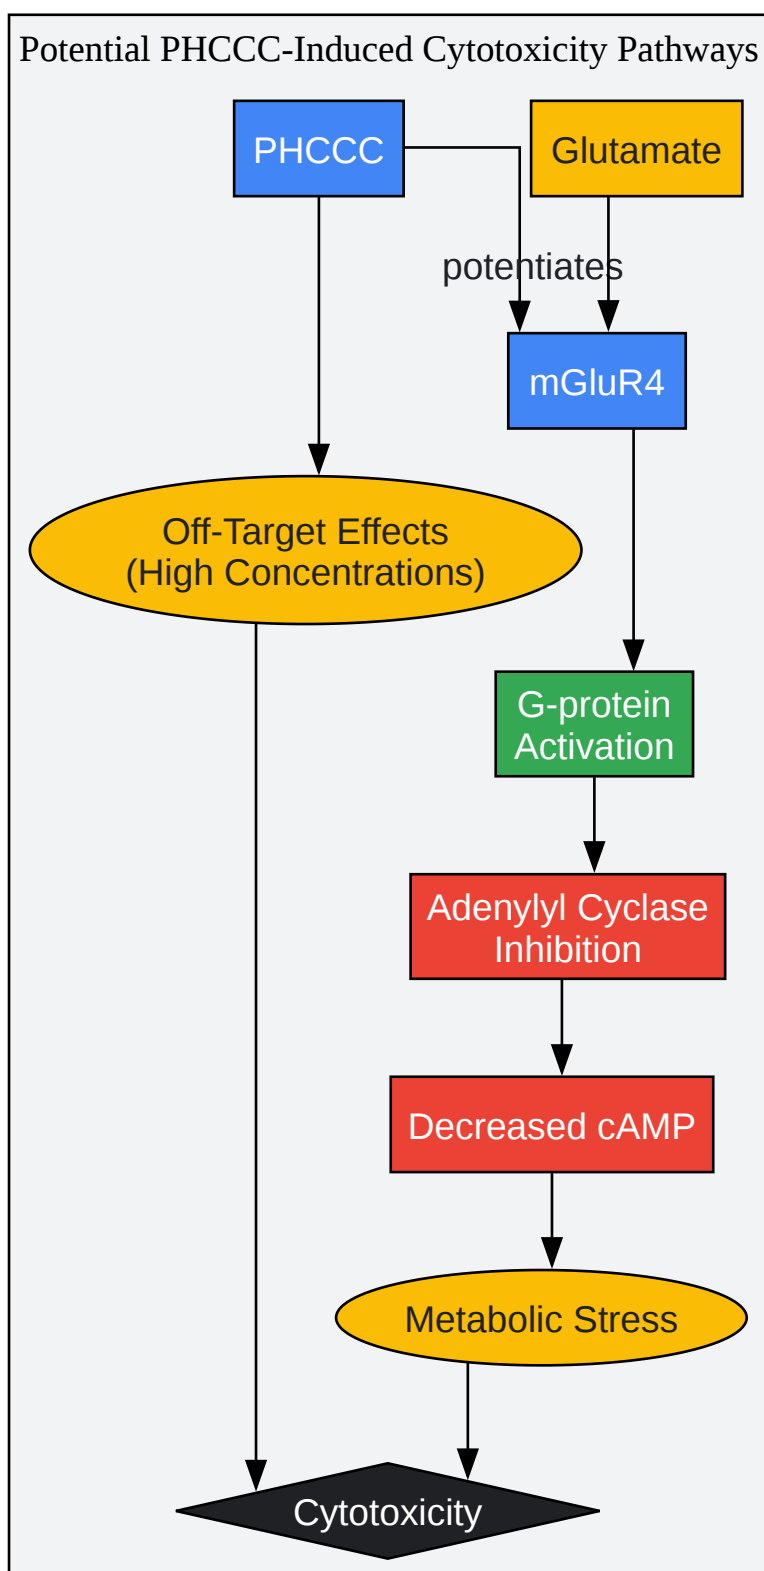 Potential PHCCC-Induced Cytotoxicity Pathways
PHCCC
Glutamate
potentiates
mGluR4
Off-Target Effects
(High Concentrations)
G-protein
Activation
Adenylyl Cyclase
Inhibition
Decreased cAMP
Metabolic Stress
Cytotoxicity